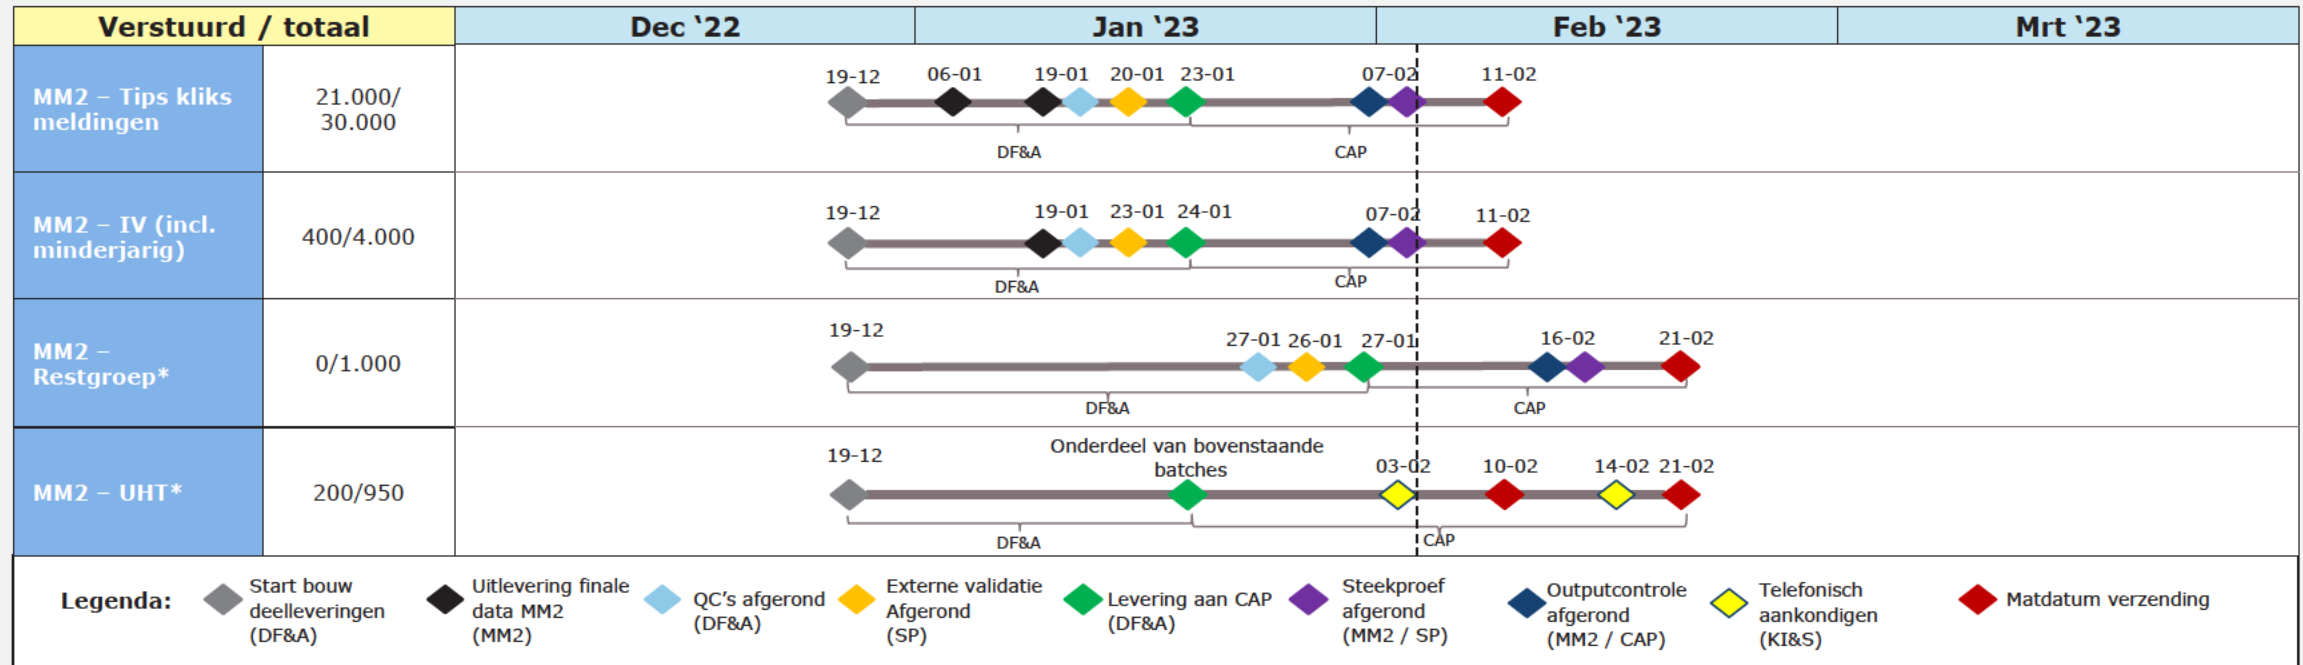 Verstuurd / totaal
Dec ‘22
Jan ‘23
Feb ‘23
Mrt ‘23
MM2 – Tips kliks
meldingen
21.000/
30.000
19-12
06-01
19-01
20-01
23-01
07-02
11-02
DF&A
CAP
MM2 – IV (incl.
minderjarig)
400/4.000
19-12
19-01
23-01
24-01
07-02
11-02
DF&A
CAP
MM2 –
Restgroep*
0/1.000
19-12
27-01
26-01
27-01
16-02
21-02
DF&A
CAP
MM2 – UHT*
200/950
19-12
Onderdeel van bovenstaande
batches
03-02
10-02
14-02
21-02
DF&A
CAP
Legenda:
Start bouw
deelleveringen
(DF&A)
Uitlevering finale
data MM2
(MM2)
QC’s afgerond
(DF&A)
Externe validatie
Afgerond
(SP)
Levering aan CAP
(DF&A)
Steekproef
afgerond
(MM2 / SP)
Outputcontrole
afgerond
(MM2 / CAP)
Telefonisch
aankondigen
(KI&S)
Matdatum verzending